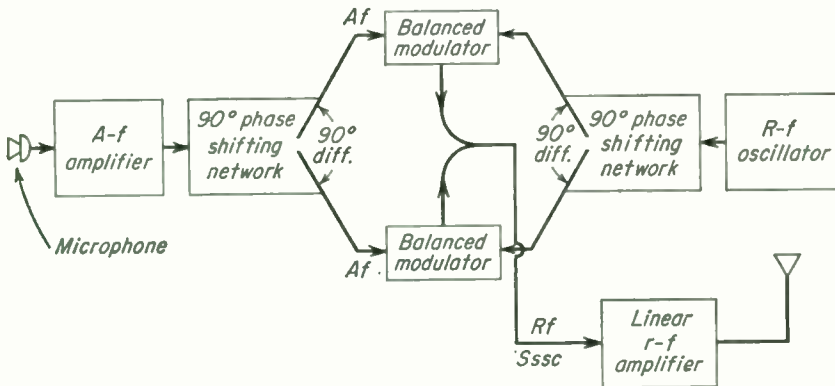 Af
Balanced
modulator
A-f
amplifier
90° phase
shifting
network
90°
diff.
90°
diff.
90° phase
shifting
network
R-f
oscillator
Microphone
Af
Balanced
modulator
Rf
Sssc
Linear
r-f
amplifier